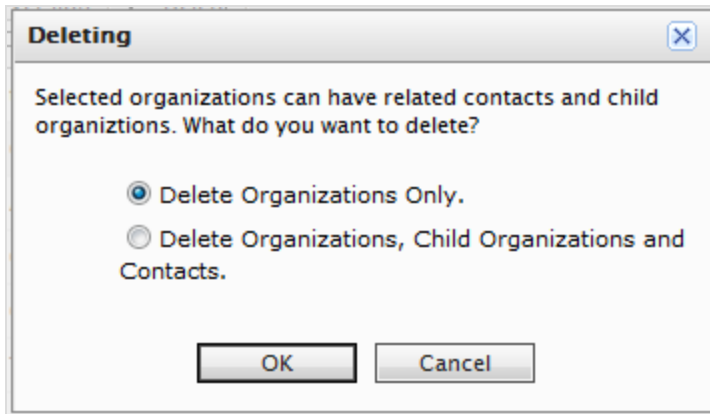 Deleting
Selected organizations can have related contacts and child
organiztions. What do you want to delete?
Delete Organizations Only.
Delete Organizations, Child Organizations and
Contacts.
OK
Cancel